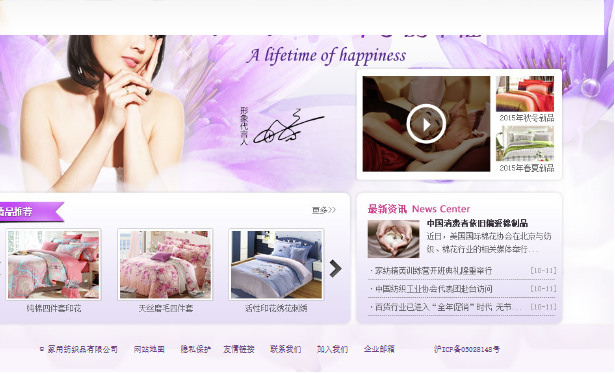 A lifetime of happiness
形象代言人
2015年秋冬新品
2015年春夏新品
精品推荐
更多>>
纯棉四件套印花
天丝磨毛四件套
活性印花绣花刺绣
最新资讯 News Center
中国消费者依旧偏爱棉制品
近日，美国国际棉花协会在北京与纺
织、棉花行业的相关媒体举行...
· 家纺精英训练营开班典礼隆重举行 [10-11]
· 中国纺织工业协会代表团赴台访问 [10-11]
· 百货行业已进入“全年促销”时代 无节... [10-11]
纺织品有限公司 网站地图 隐私保护 友情链接 联系我们 加入我们 企业邮箱 沪ICP备05028148号